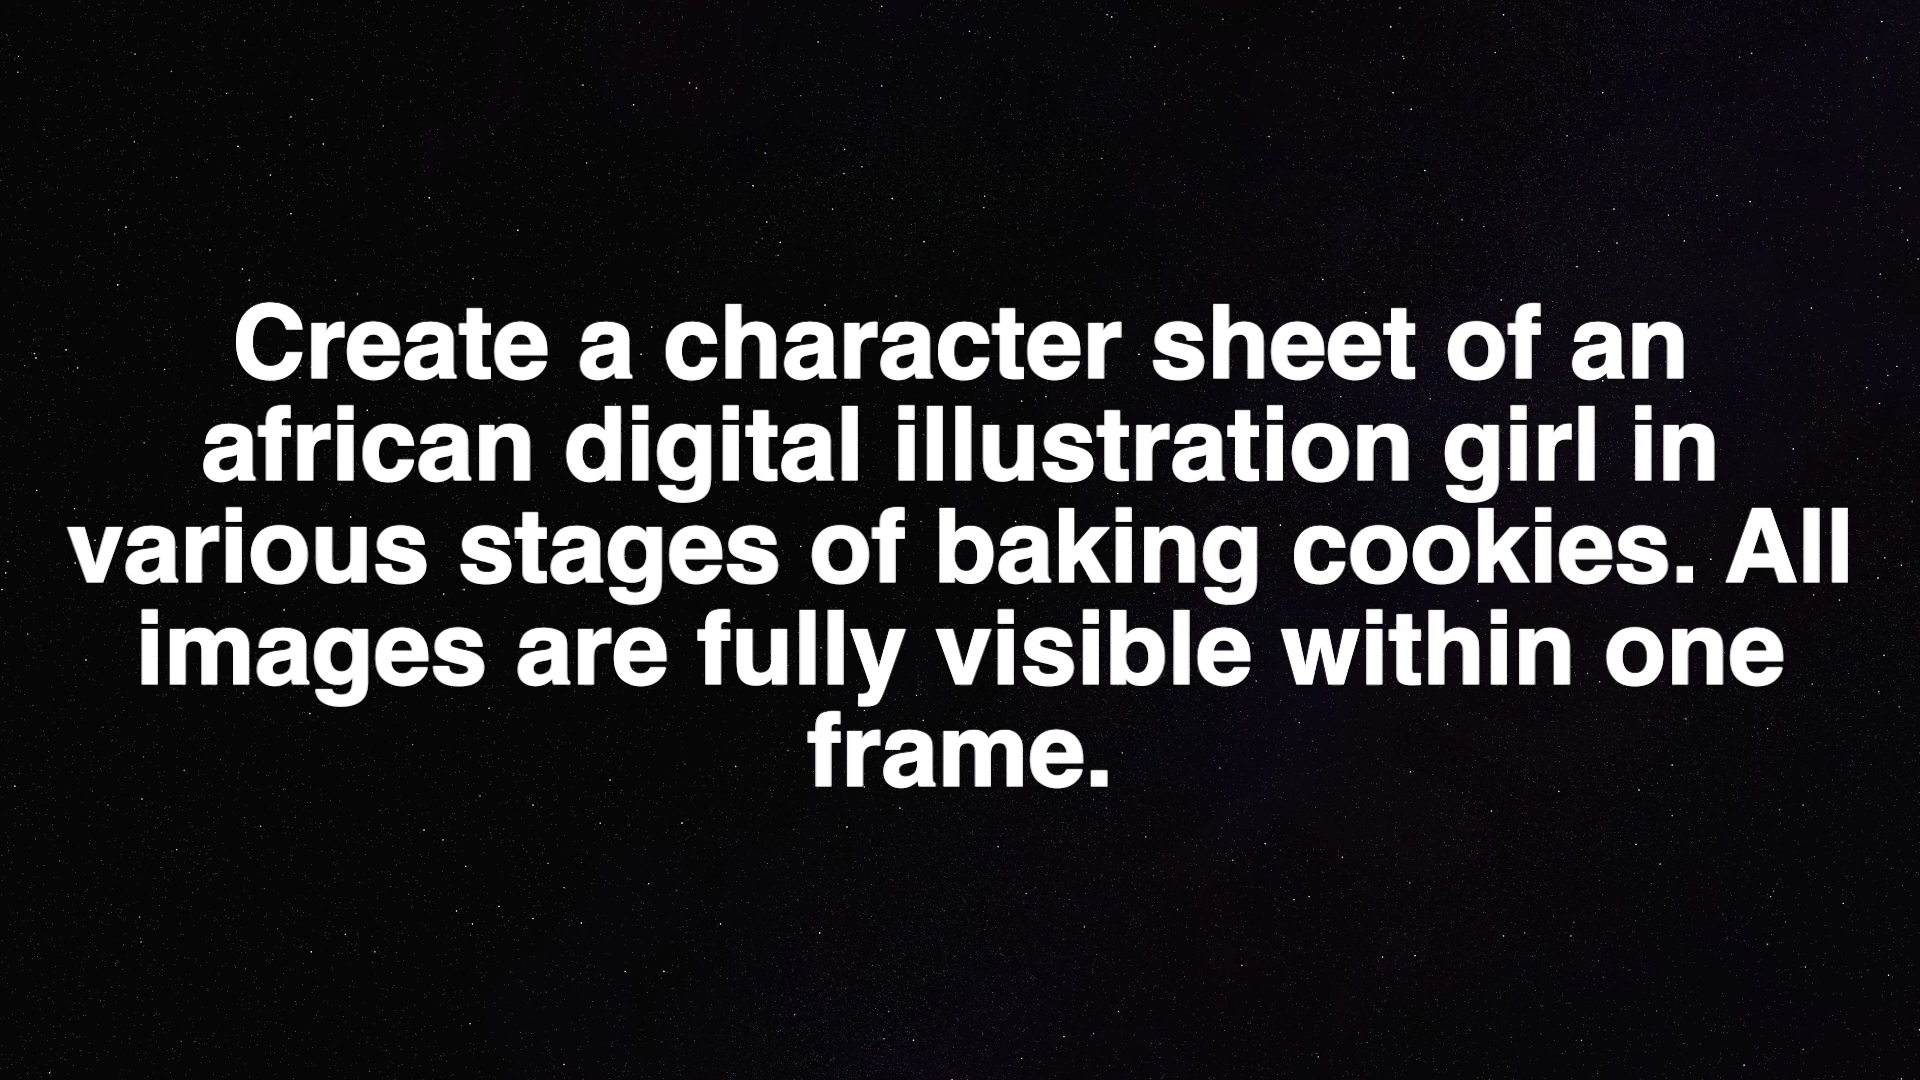 Create a character sheet of an
african digital illustration girl in
various stages of baking cookies. All
images are fully visible within one
frame.